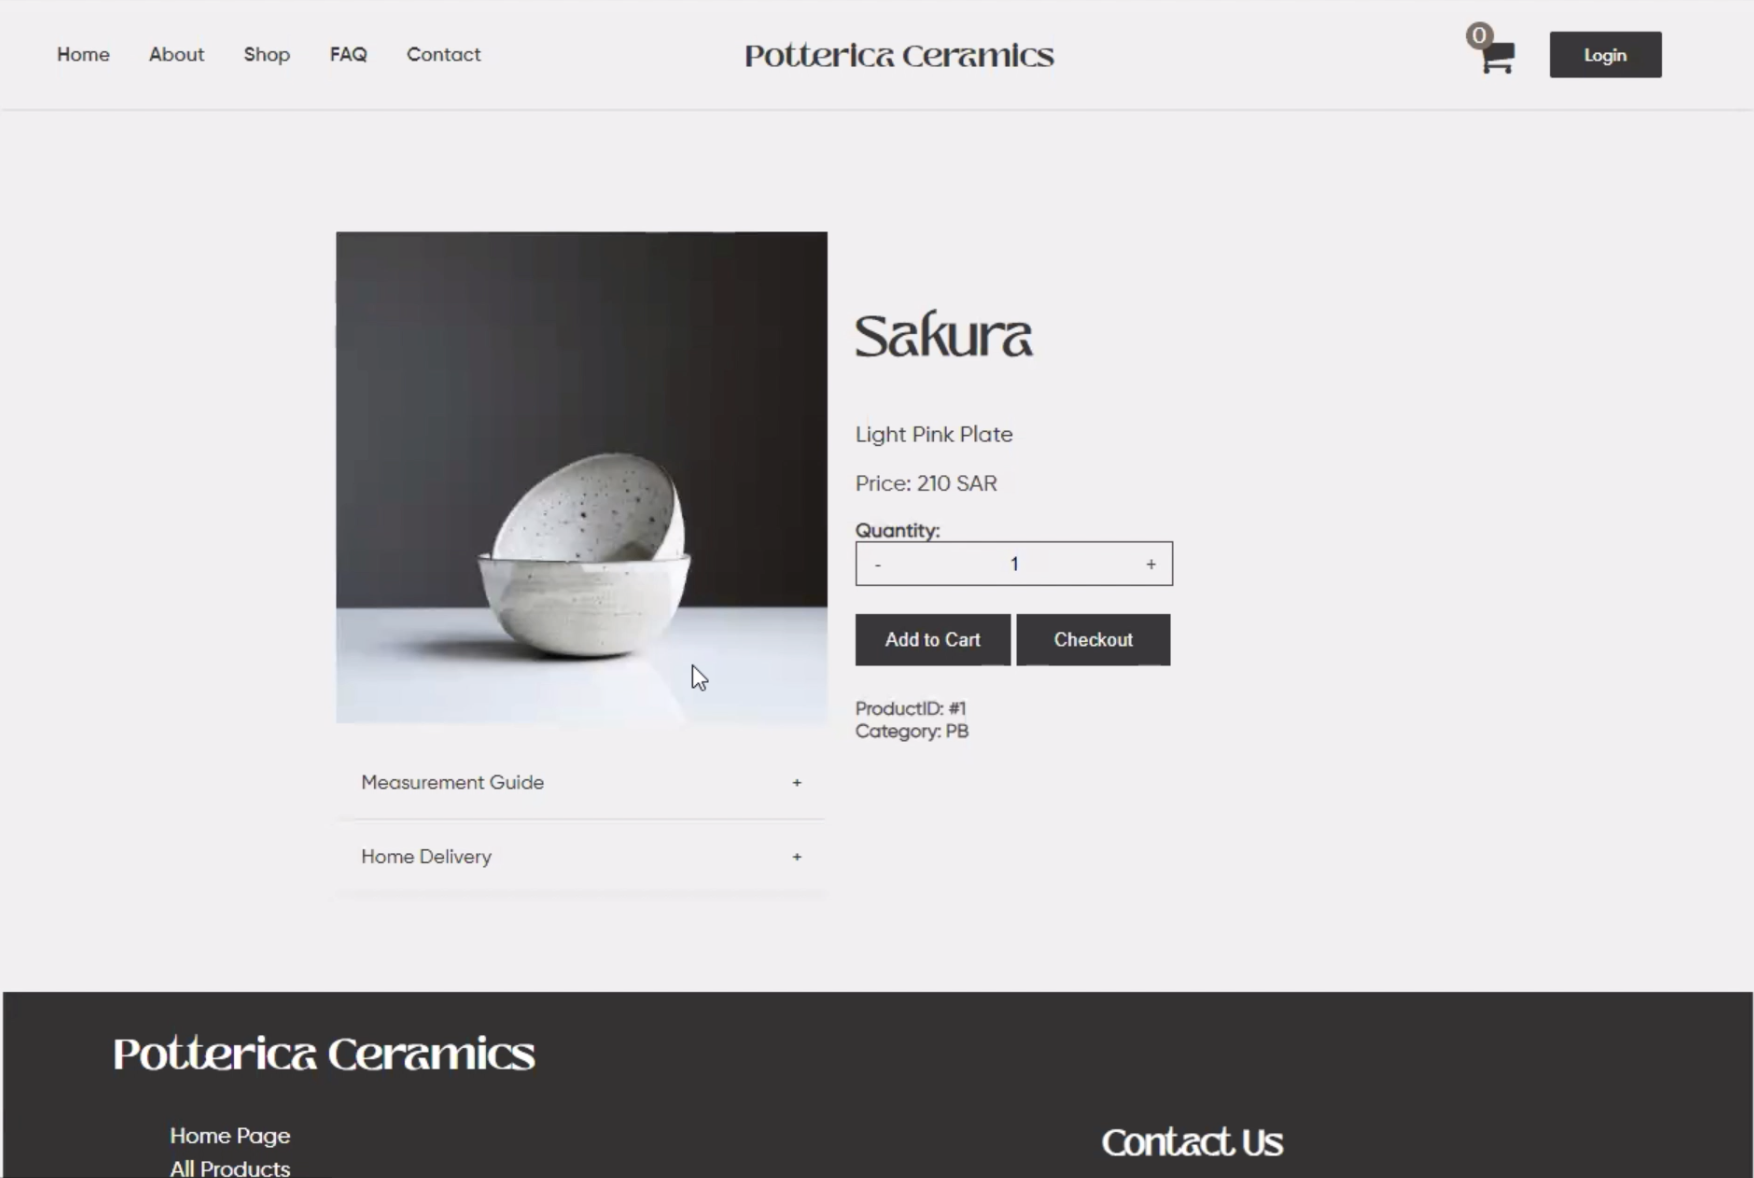 Home About Shop FAQ Contact
Potterica Ceramics
0
Login
Sakura
Light Pink Plate
Price: 210 SAR
Quantity:
- 1 +
Add to Cart Checkout
ProductID: #1
Category: PB
Measurement Guide +
Home Delivery +
Potterica Ceramics
Home Page
All Products
Contact Us